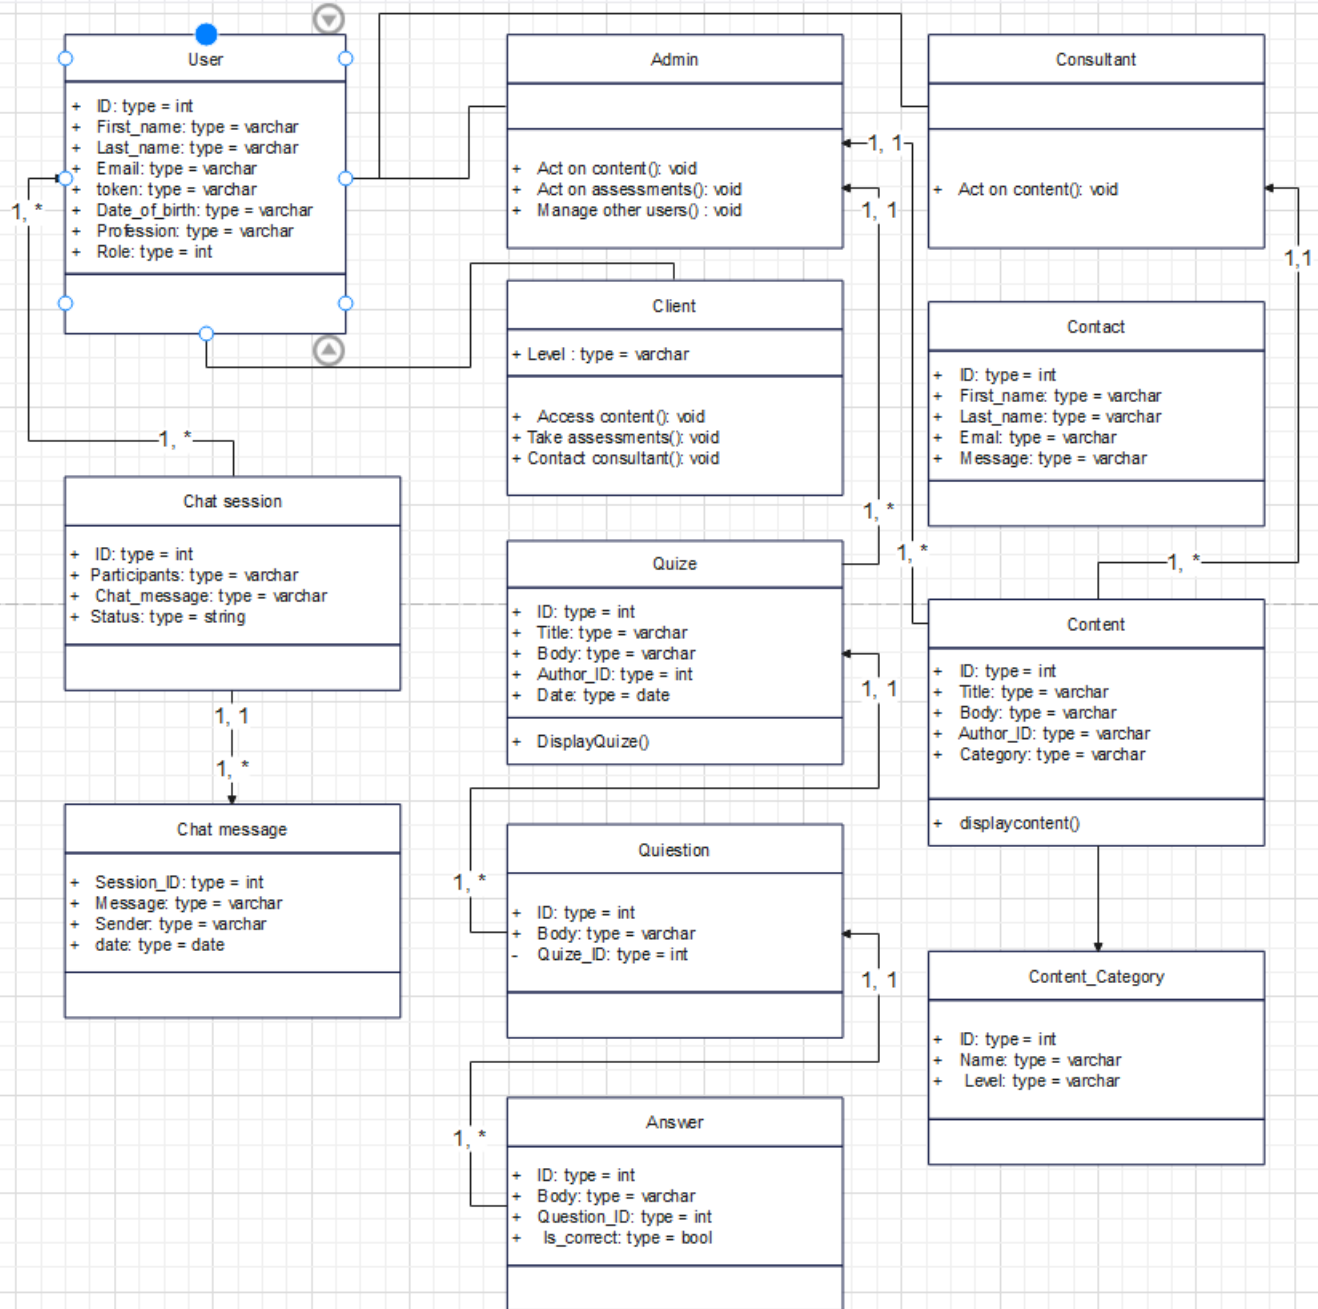 User
+ ID: type = int
+ First_name: type = varchar
+ Last_name: type = varchar
+ Email: type = varchar
+ token: type = varchar
+ Date_of_birth: type = varchar
+ Profession: type = varchar
+ Role: type = int
Admin
+ Act on content(): void
+ Act on assessments(): void
+ Manage other users() : void
Consultant
+ Act on content(): void
1, 1
1, 1
1,1
1, *
Client
+ Level : type = varchar
+ Access content(): void
+ Take assessments(): void
+ Contact consultant(): void
Contact
+ ID: type = int
+ First_name: type = varchar
+ Last_name: type = varchar
+ Emal: type = varchar
+ Message: type = varchar
1, *
Chat session
+ ID: type = int
+ Participants: type = varchar
+ Chat_message: type = varchar
+ Status: type = string
1, *
1, *
1, *
Quize
+ ID: type = int
+ Title: type = varchar
+ Body: type = varchar
+ Author_ID: type = int
+ Date: type = date
+ DisplayQuize()
Content
+ ID: type = int
+ Title: type = varchar
+ Body: type = varchar
+ Author_ID: type = varchar
+ Category: type = varchar
+ displaycontent()
1, 1
1, 1
1, *
Chat message
+ Session_ID: type = int
+ Message: type = varchar
+ Sender: type = varchar
+ date: type = date
1, *
Quiestion
+ ID: type = int
+ Body: type = varchar
- Quize_ID: type = int
1, 1
Content_Category
+ ID: type = int
+ Name: type = varchar
+ Level: type = varchar
1, *
Answer
+ ID: type = int
+ Body: type = varchar
+ Question_ID: type = int
+ Is_correct: type = bool